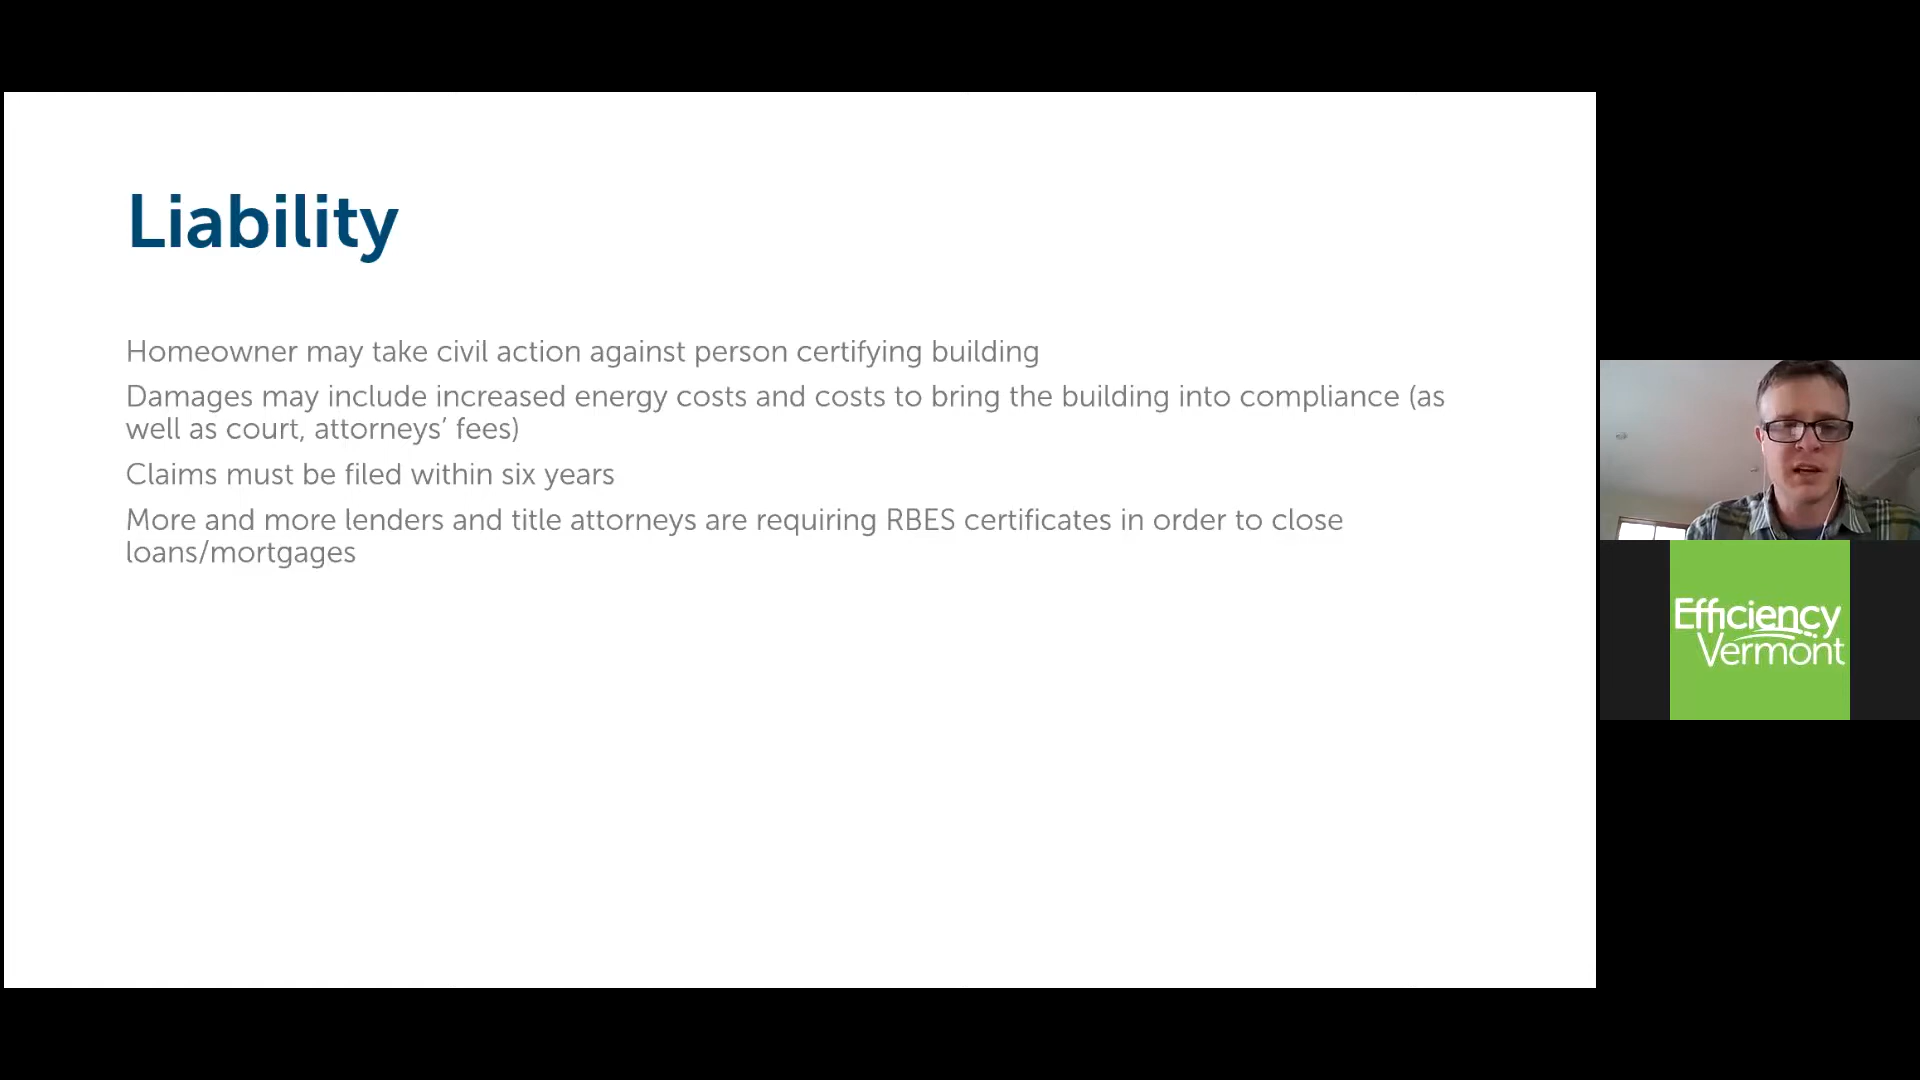 Liability
Homeowner may take civil action against person certifying building
Damages may include increased energy costs and costs to bring the building into compliance (as
well as court, attorneys’ fees)
Claims must be filed within six years
More and more lenders and title attorneys are requiring RBES certificates in order to close
loans/mortgages
Efficiency
Vermont